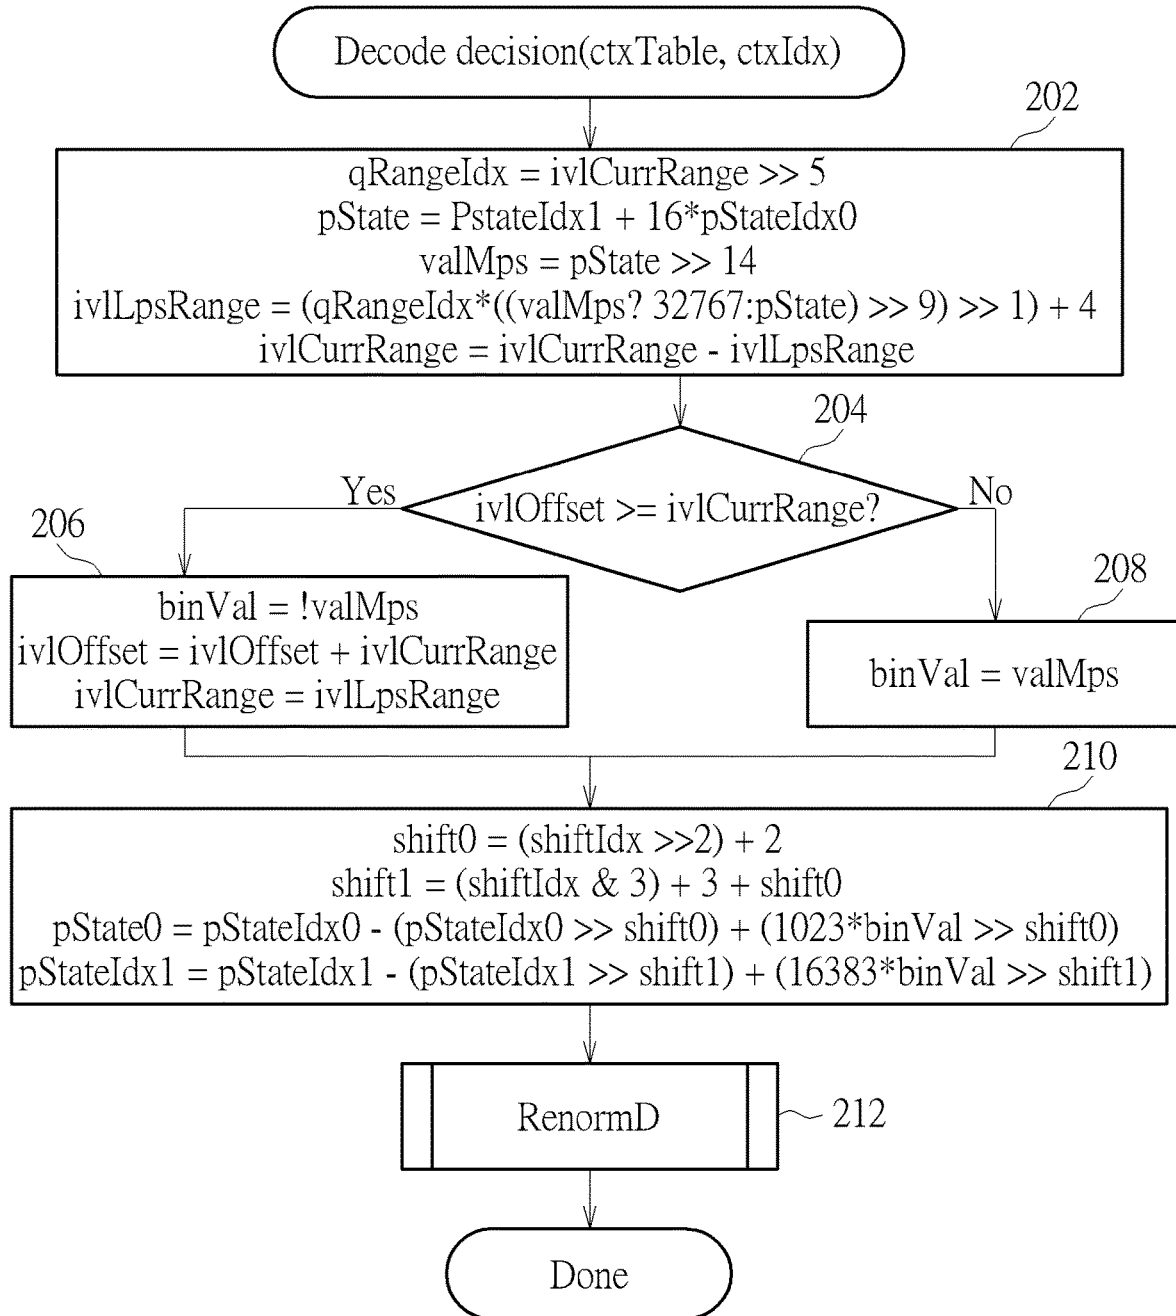 Decode decision(ctxTable, ctxIdx)
202
qRangeIdx = ivlCurrRange >> 5
pState = PstateIdx1 + 16*pStateIdx0
valMps = pState >> 14
ivlLpsRange = (qRangeIdx*((valMps? 32767:pState) >> 9) >> 1) + 4
ivlCurrRange = ivlCurrRange - ivlLpsRange
204
ivlOffset >= ivlCurrRange?
Yes
No
206
binVal = !valMps
ivlOffset = ivlOffset + ivlCurrRange
ivlCurrRange = ivlLpsRange
208
binVal = valMps
210
shift0 = (shiftIdx >>2) + 2
shift1 = (shiftIdx & 3) + 3 + shift0
pState0 = pStateIdx0 - (pStateIdx0 >> shift0) + (1023*binVal >> shift0)
pStateIdx1 = pStateIdx1 - (pStateIdx1 >> shift1) + (16383*binVal >> shift1)
RenormD
212
Done